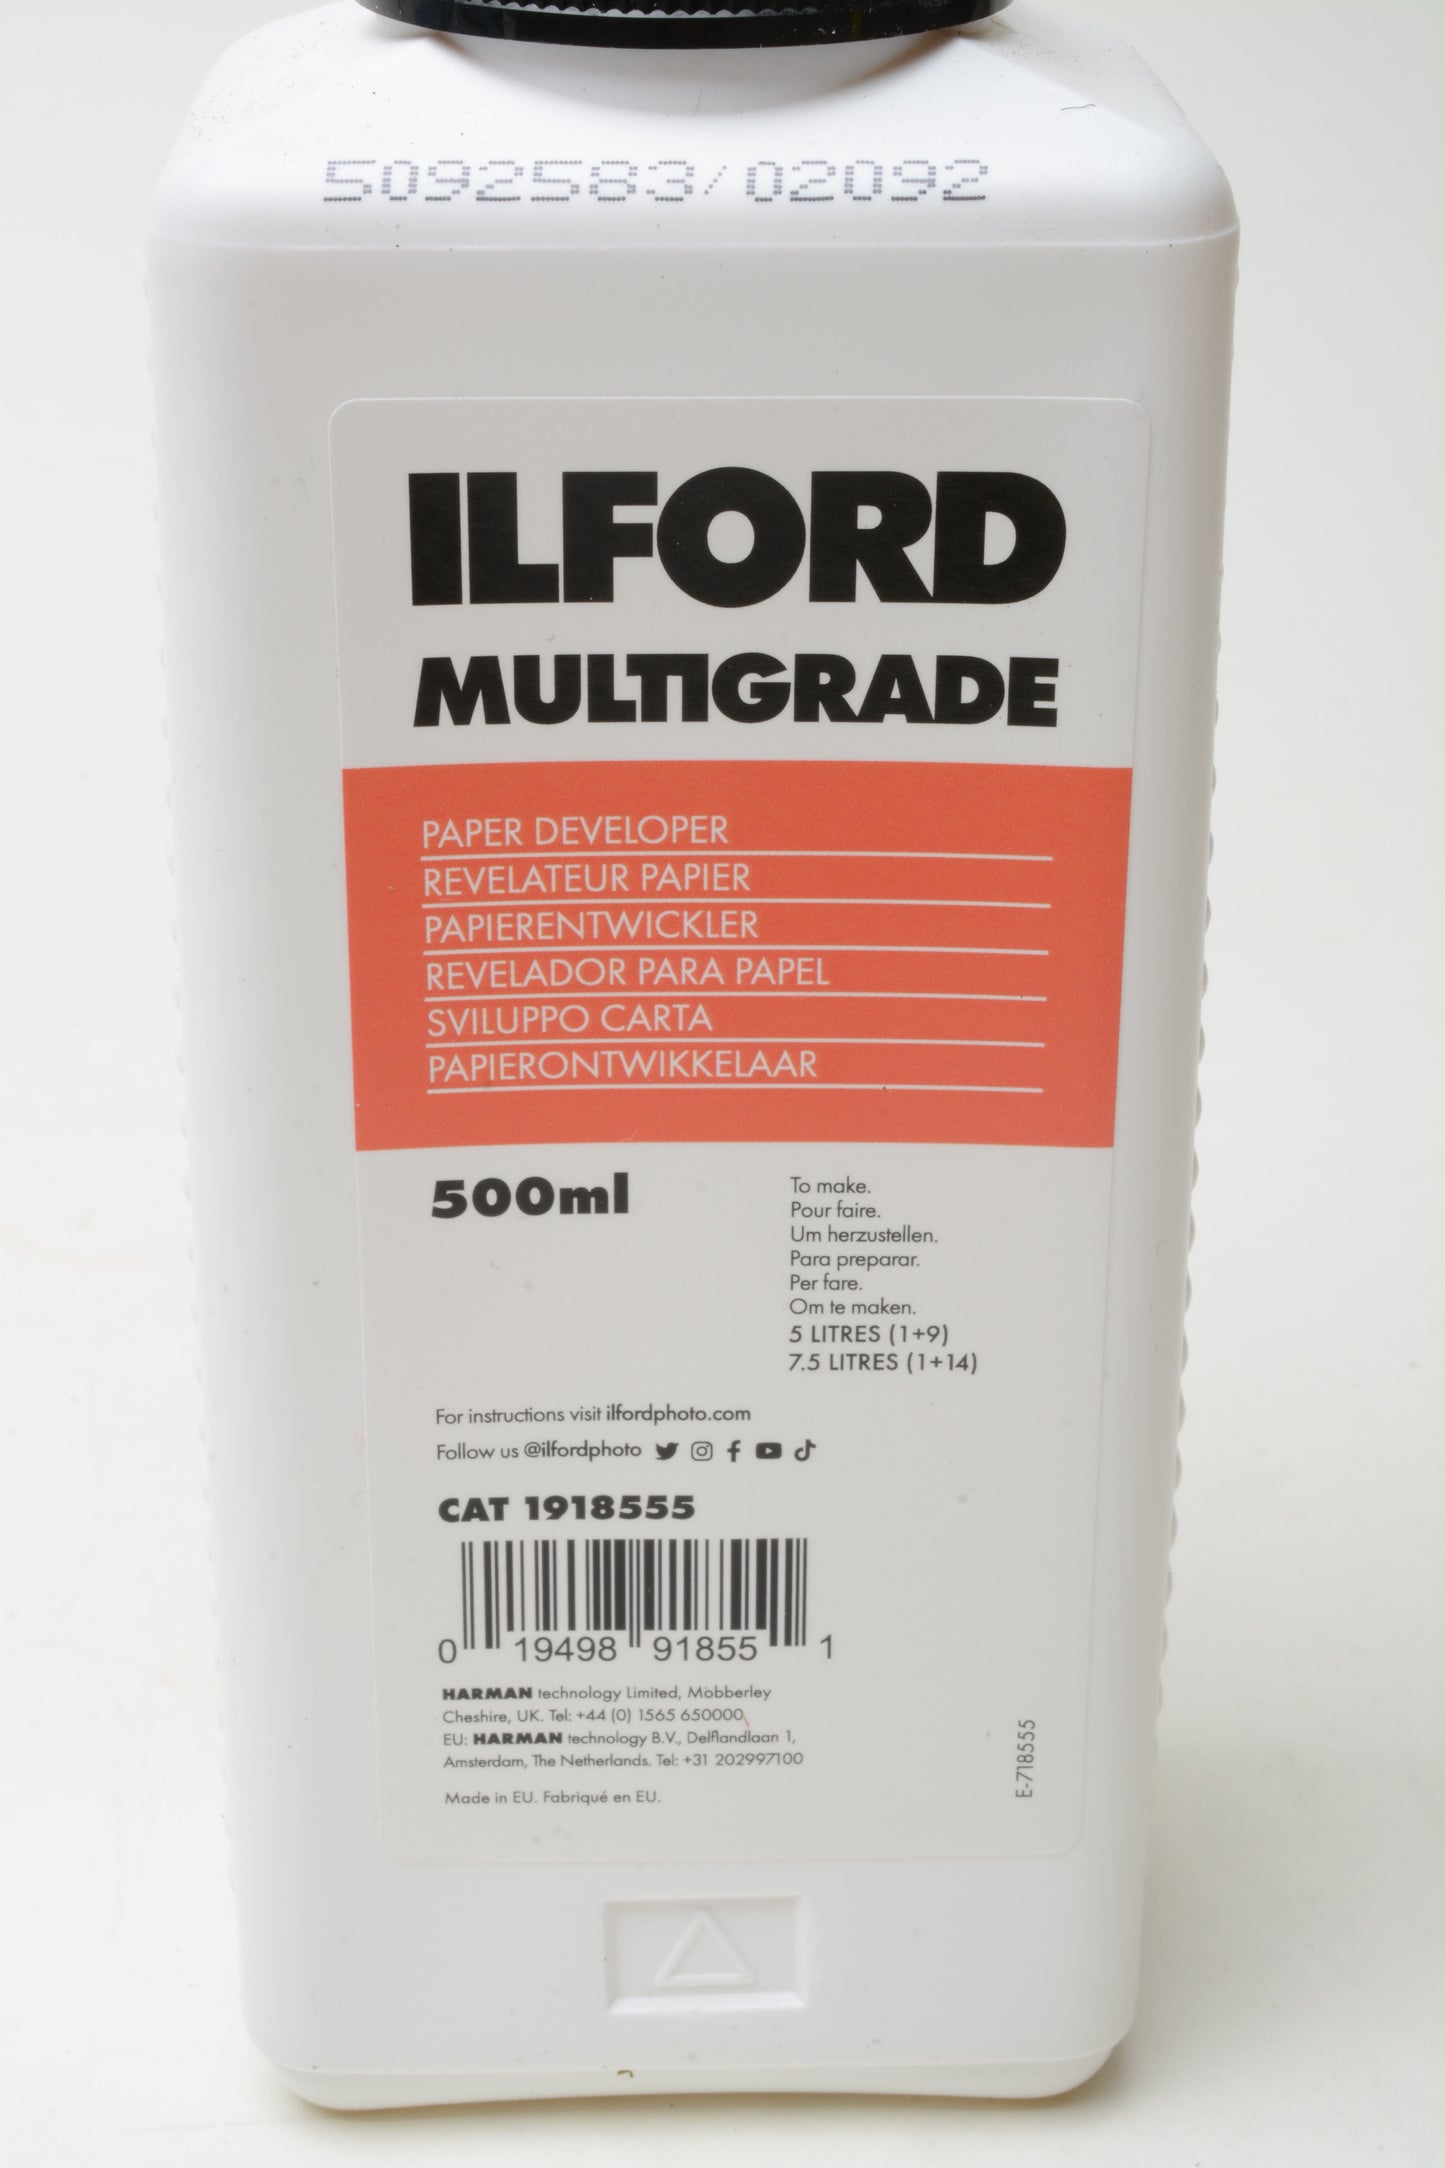 5092583/02092
ILFORD
MULTIGRADE
PAPER DEVELOPER
REVELATEUR PAPIER
PAPIERENTWICKLER
REVELADOR PARA PAPEL
SVILUPPO CARTA
PAPIERONTWIKKELAAR
500ml
To make.
Pour faire.
Um herzustellen.
Para preparar.
Per fare.
Om te maken.
5 LITRES (1+9)
7.5 LITRES (1+14)
For instructions visit ilfordphoto.com
Follow us @ilfordphoto
CAT 1918555
0 19498 91855 1
HARMAN technology Limited, Mobberley
Cheshire, UK. Tel: +44 (0) 1565 650000
EU: HARMAN technology B.V., Delflandlaan 1,
Amsterdam, The Netherlands. Tel: +31 202997100
Made in EU. Fabriqué en EU.
E-718555